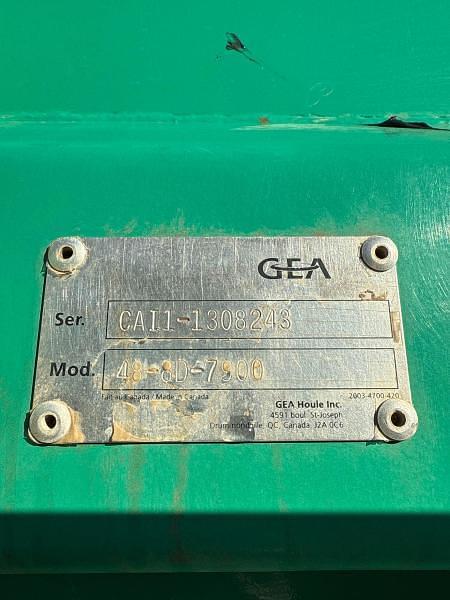 GEA
Ser. CAI1-1308243
Mod. 48-8D-7900
Fait au Canada / Made in Canada
2003-4700-420
GEA Houle Inc.
4591 boul. St-Joseph
Drummondville, QC, Canada, J2A 0C6